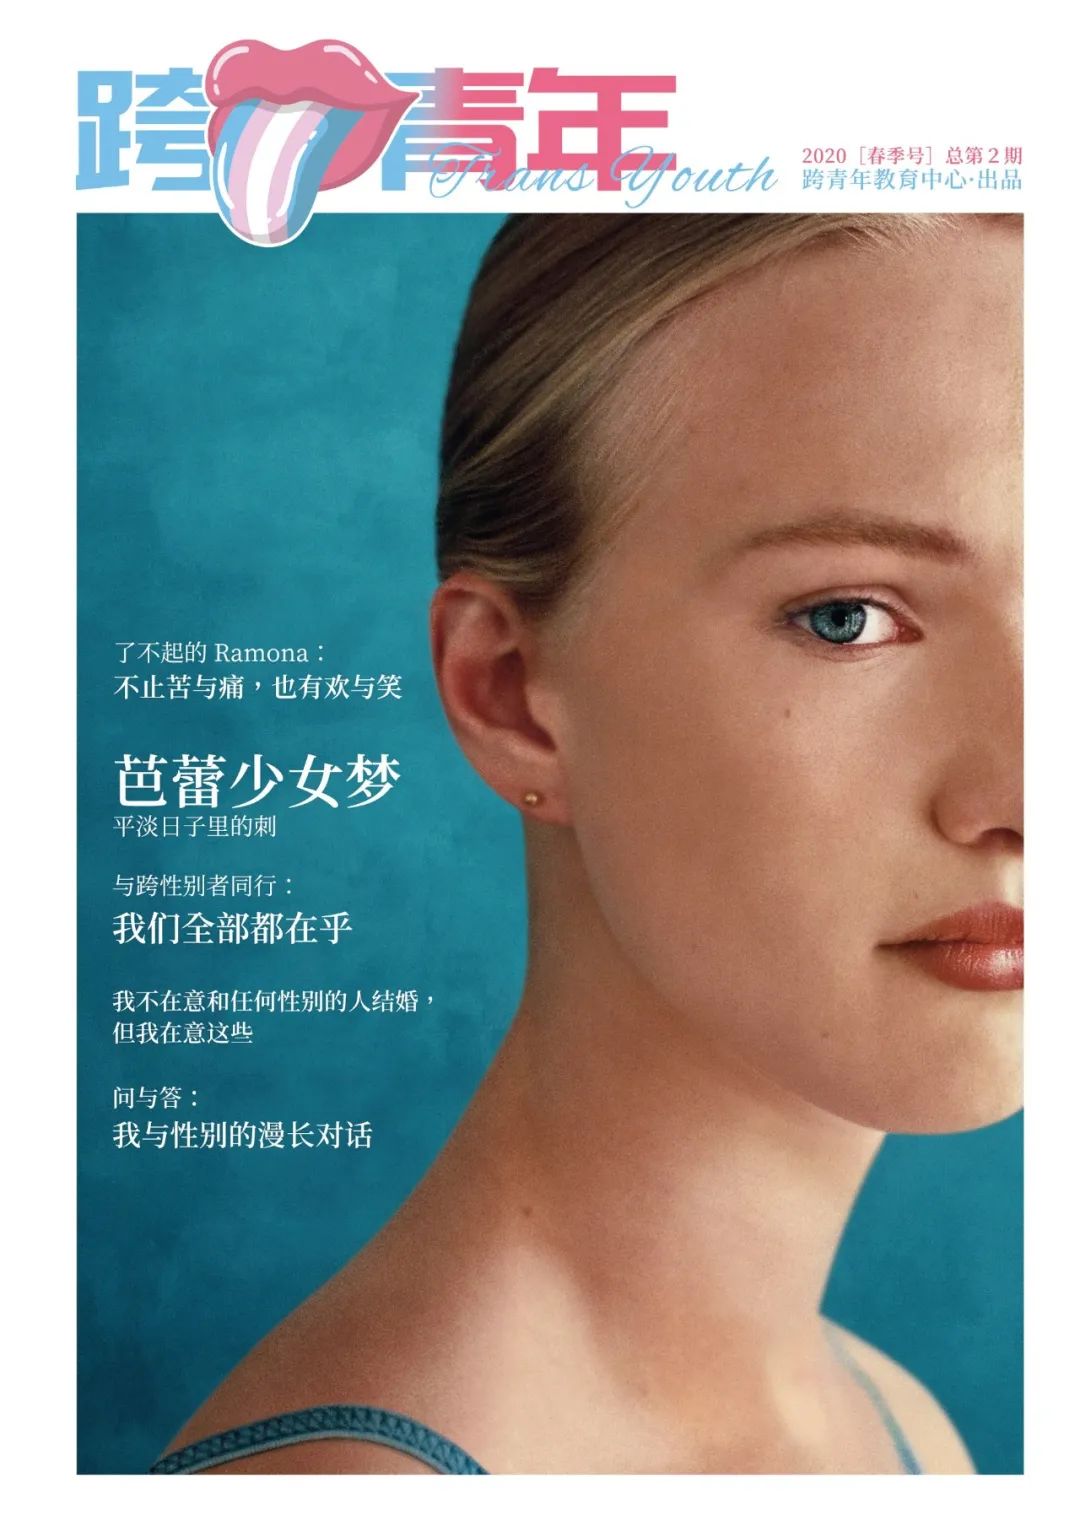 跨青年
Trans Youth
2020［春季号］总第2期
跨青年教育中心·出品
了不起的 Ramona：
不止苦与痛，也有欢与笑
芭蕾少女梦
平淡日子里的刺
与跨性别者同行：
我们全部都在乎
我不在意和任何性别的人结婚，
但我在意这些
问与答：
我与性别的漫长对话